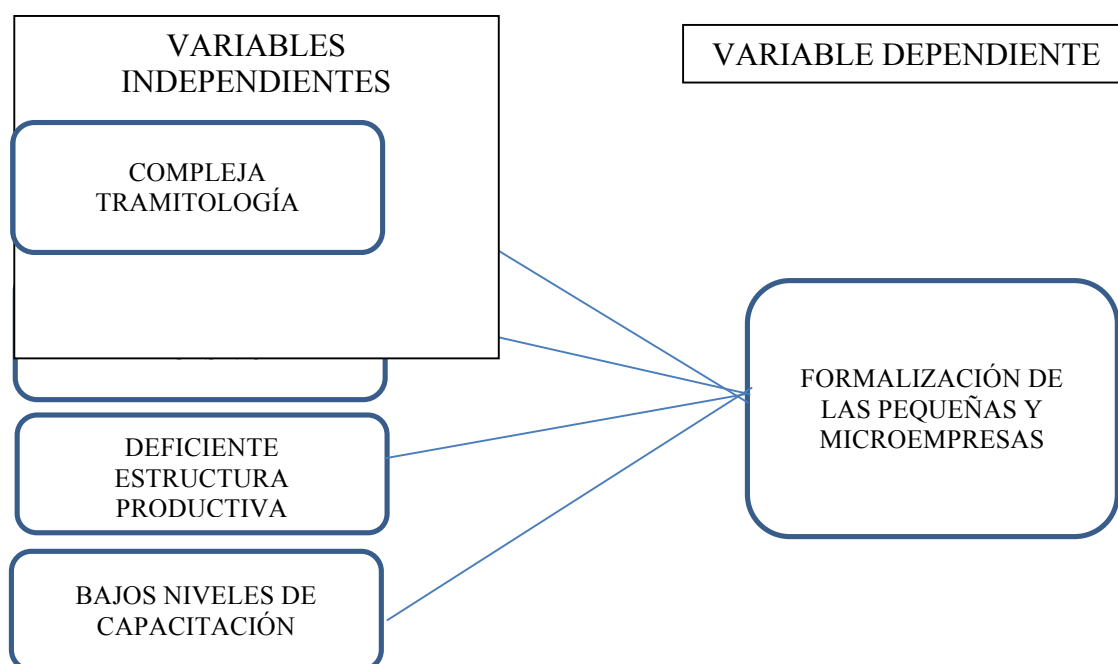 VARIABLES
INDEPENDIENTES
VARIABLE DEPENDIENTE
COMPLEJA
TRAMITOLOGÍA
DEFICIENTE
ESTRUCTURA
PRODUCTIVA
BAJOS NIVELES DE
CAPACITACIÓN
FORMALIZACIÓN DE
LAS PEQUEÑAS Y
MICROEMPRESAS